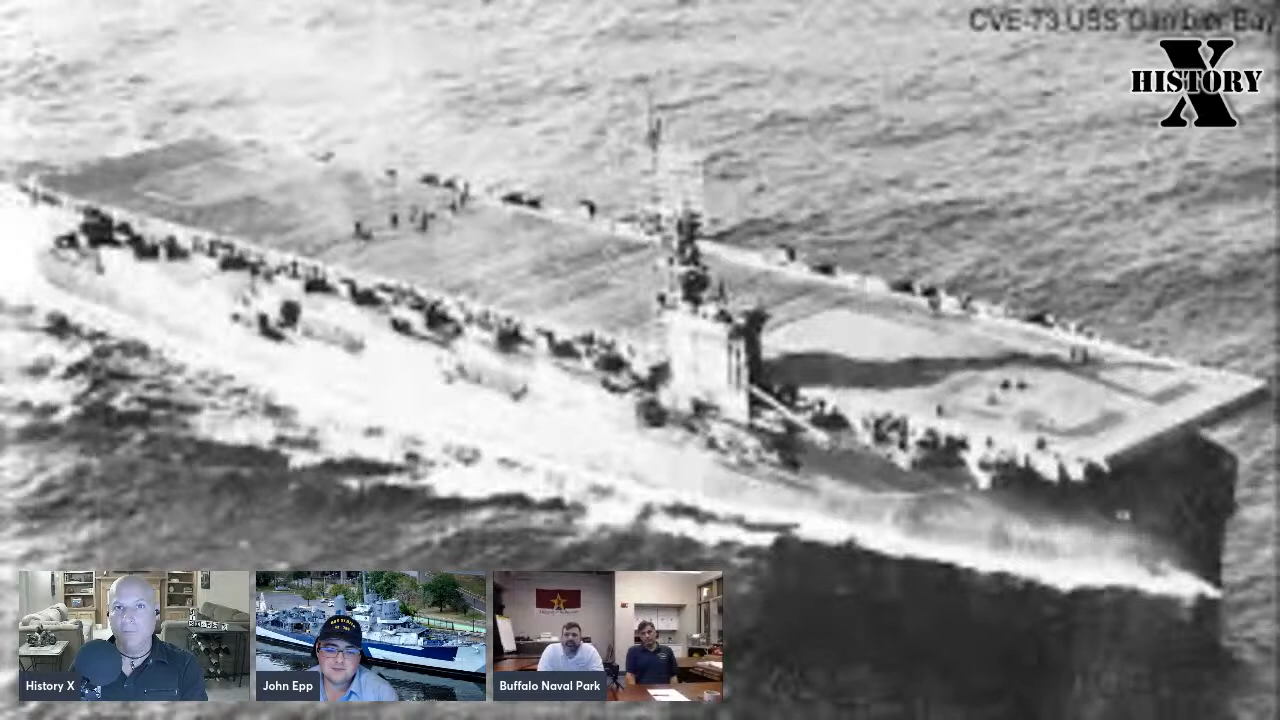 CVE-73 USS Gambier Bay
HISTORY
X
History X
John Epp
Buffalo Naval Park